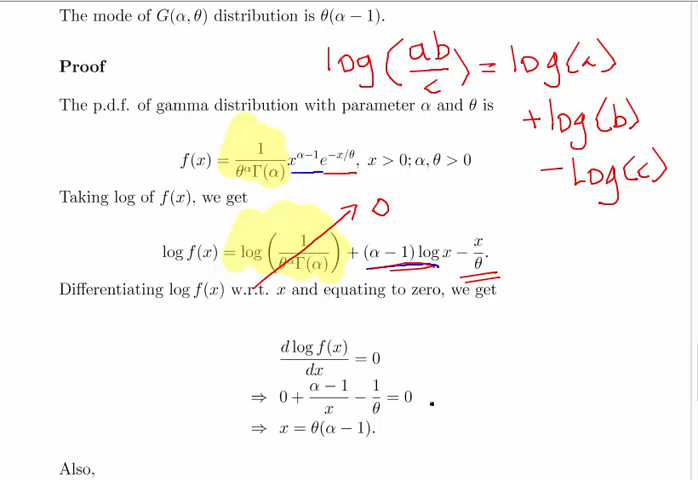 The mode of G(α, θ) distribution is θ(α − 1).
log(ab/c) = log(a)
+ log(b)
− Log(c)
Proof
The p.d.f. of gamma distribution with parameter α and θ is
f(x) = 1/(θ^α Γ(α)) x^(α−1) e^(−x/θ), x > 0; α, θ > 0
Taking log of f(x), we get
0
log f(x) = log (1/(θ^α Γ(α))) + (α − 1) log x − x/θ.
Differentiating log f(x) w.r.t. x and equating to zero, we get
d log f(x)/dx = 0
⇒ 0 + (α − 1)/x − 1/θ = 0
⇒ x = θ(α − 1).
Also,